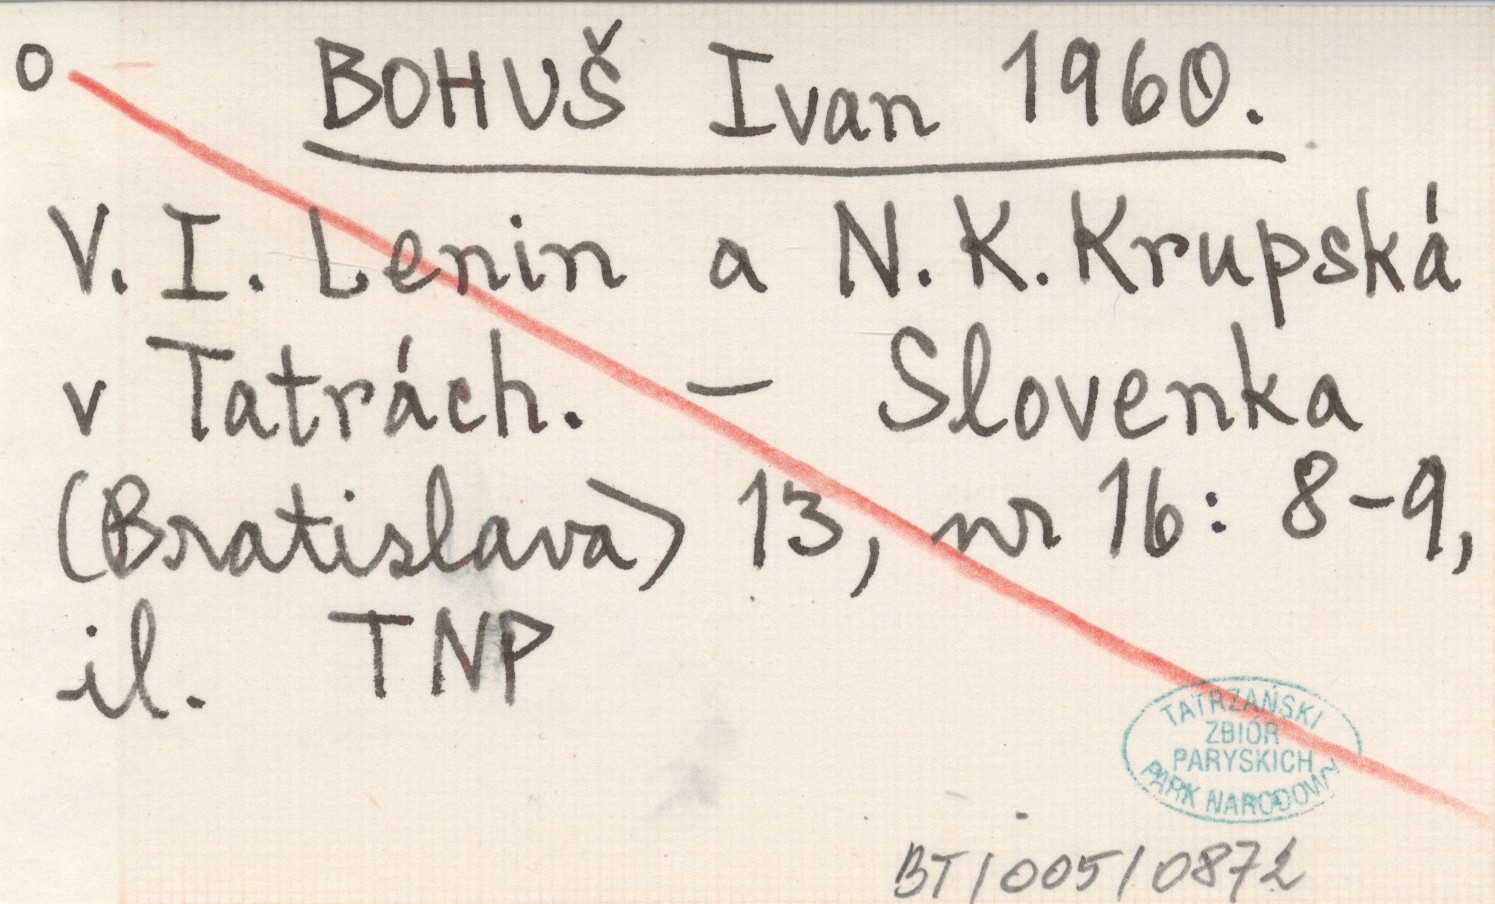 o BOHUŠ Ivan 1960.
V. I. Lenin a N. K. Krupská
v Tatrách. – Slovenka
(Bratislava) 13, nr 16: 8-9,
il. TNP
TATRZAŃSKI
ZBIÓR
PARYSKICH
PARK NARODOWY
BT/005/0872